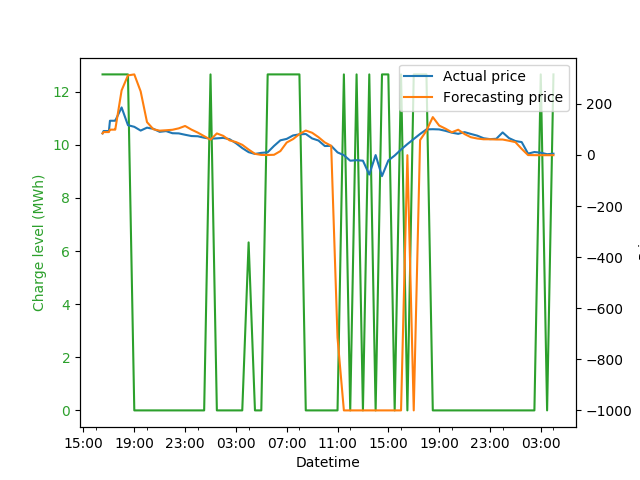 Actual price
Forecasting price
12
10
8
6
4
2
0
Charge level (MWh)
200
0
−200
−400
−600
−800
−1000
15:00 19:00 23:00 03:00 07:00 11:00 15:00 19:00 23:00 03:00
Datetime